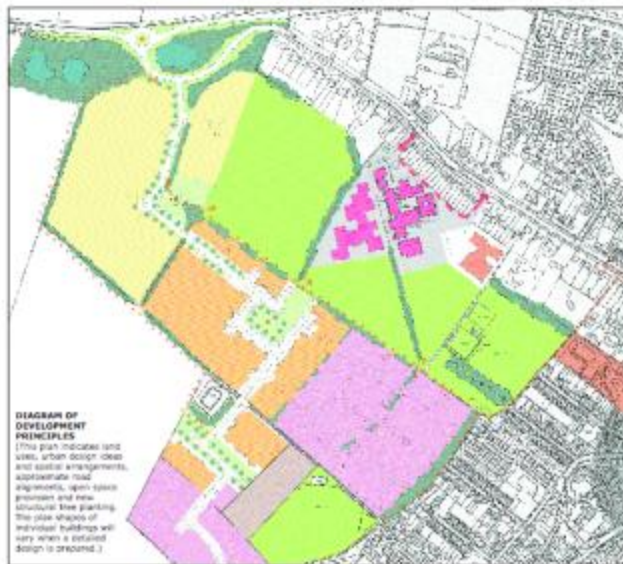 DIAGRAM OF
DEVELOPMENT
PRINCIPLES
(This plan indicates land
uses, urban design ideas
and spatial arrangements,
approximate road
alignments, open space
provision and new
structural tree planting.
The plan shapes of
individual buildings will
vary when a detailed
design is prepared.)